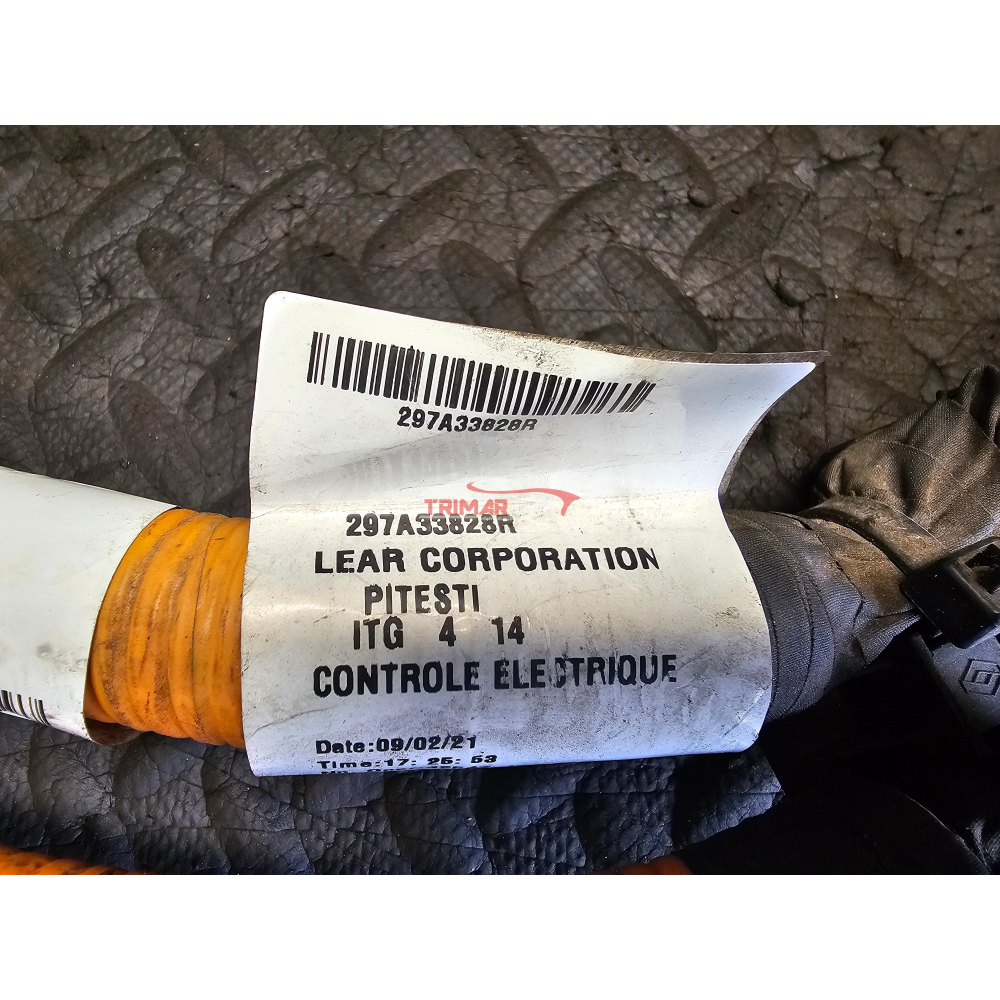 297A33828R
TRIMAR
297A33828R
LEAR CORPORATION
PITESTI
ITG 4 14
CONTROLE ELECTRIQUE
Date:09/02/21
Time:17:25:53